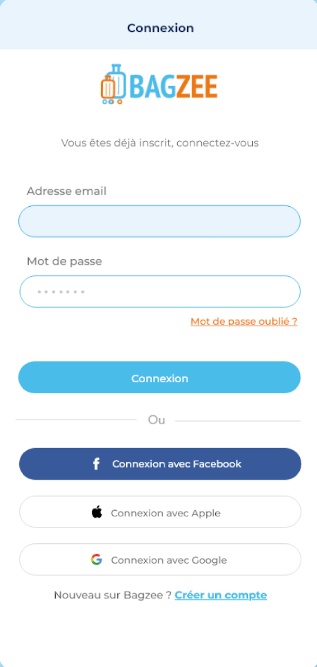 Connexion
BAGZEE
Vous êtes déjà inscrit, connectez-vous
Adresse email
Mot de passe
Mot de passe oublié ?
Connexion
Ou
Connexion avec Facebook
Connexion avec Apple
Connexion avec Google
Nouveau sur Bagzee ? Créer un compte